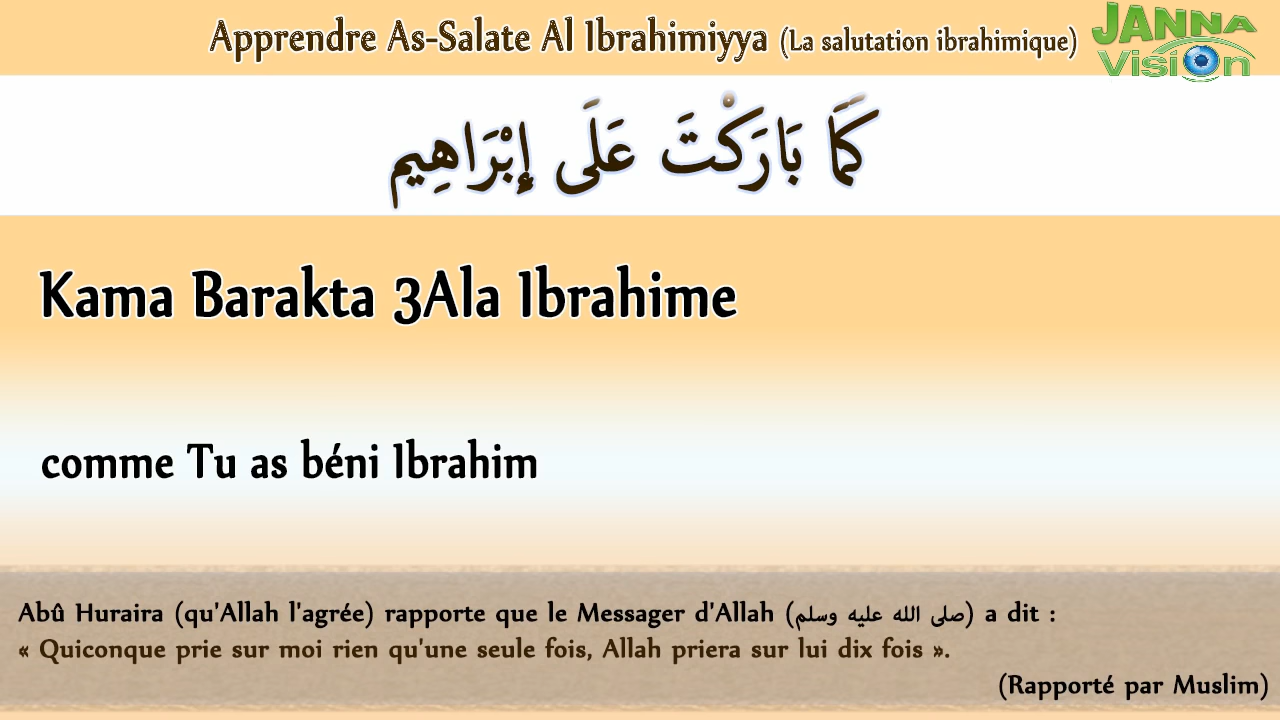 Apprendre As-Salate Al Ibrahimiyya (La salutation ibrahimique)
JANNA
Vision
كَمَا بَارَكْتَ عَلَى إِبْرَاهِيم
Kama Barakta 3Ala Ibrahime
comme Tu as béni Ibrahim
Abû Huraira (qu'Allah l'agrée) rapporte que le Messager d'Allah (صلى الله عليه وسلم) a dit :
« Quiconque prie sur moi rien qu'une seule fois, Allah priera sur lui dix fois ».
(Rapporté par Muslim)